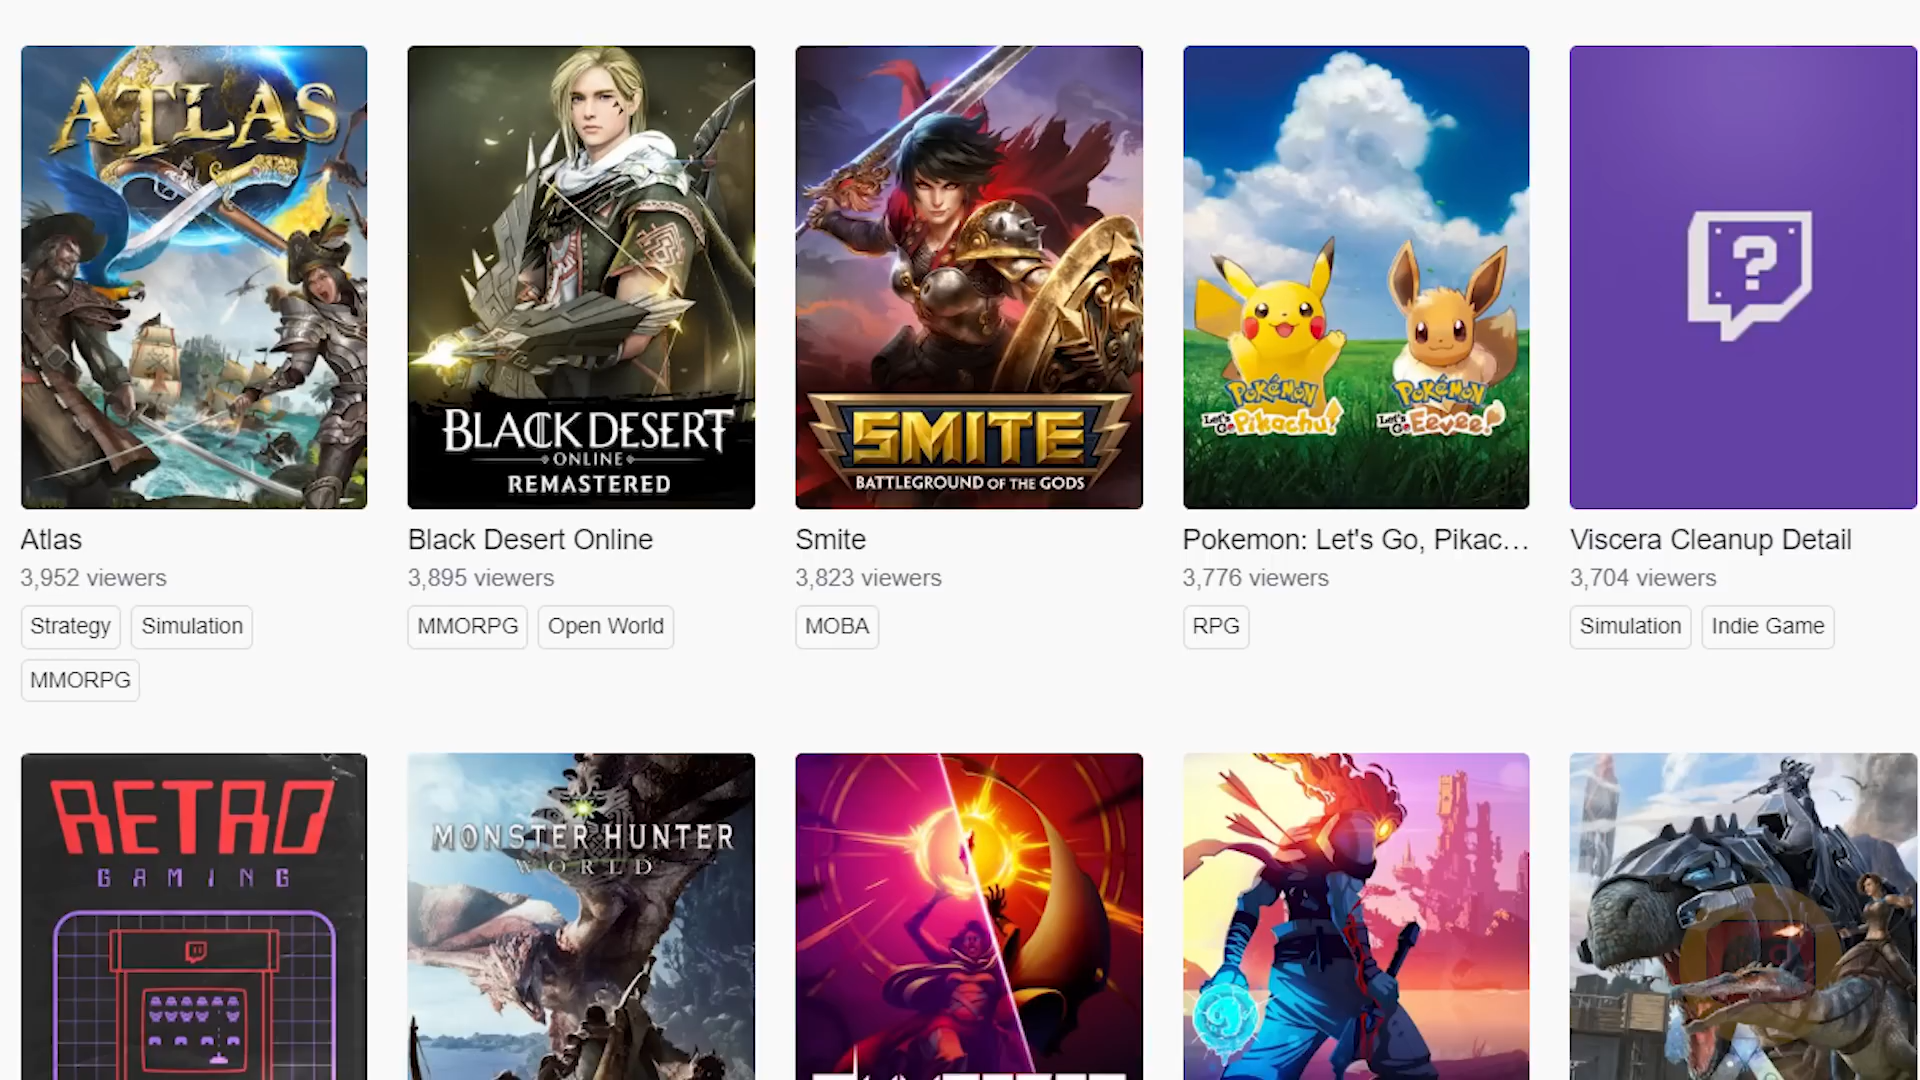 ATLAS
BLACK DESERT
ONLINE
REMASTERED
SMITE
BATTLEGROUND OF THE GODS
POKéMON
Let's Go Pikachu!
POKéMON
Let's Go Eevee!
?
Atlas
3,952 viewers
Strategy
Simulation
MMORPG
Black Desert Online
3,895 viewers
MMORPG
Open World
Smite
3,823 viewers
MOBA
Pokemon: Let's Go, Pikac...
3,776 viewers
RPG
Viscera Cleanup Detail
3,704 viewers
Simulation
Indie Game
RETRO
GAMING
MONSTER HUNTER
WORLD